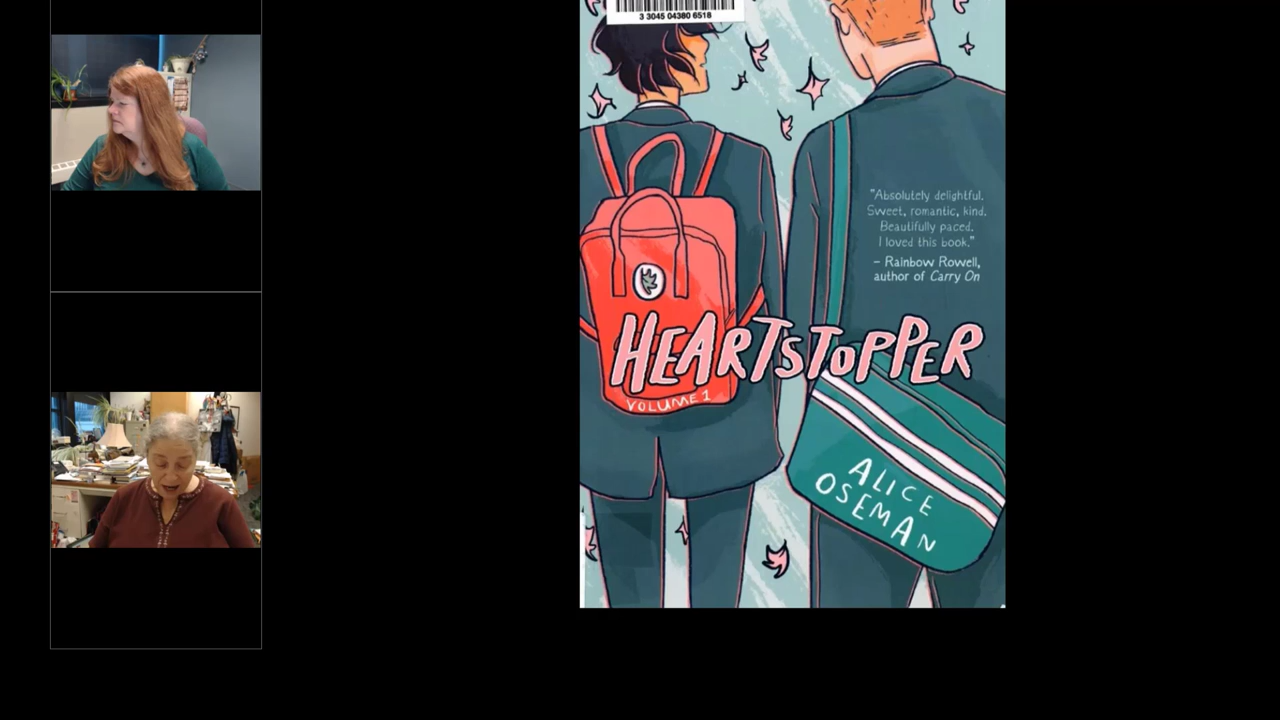 3 3045 04380 6518
"Absolutely delightful.
Sweet, romantic, kind.
Beautifully paced.
I loved this book."
– Rainbow Rowell,
author of Carry On
HEARTSTOPPER
VOLUME 1
ALICE
OSEMAN